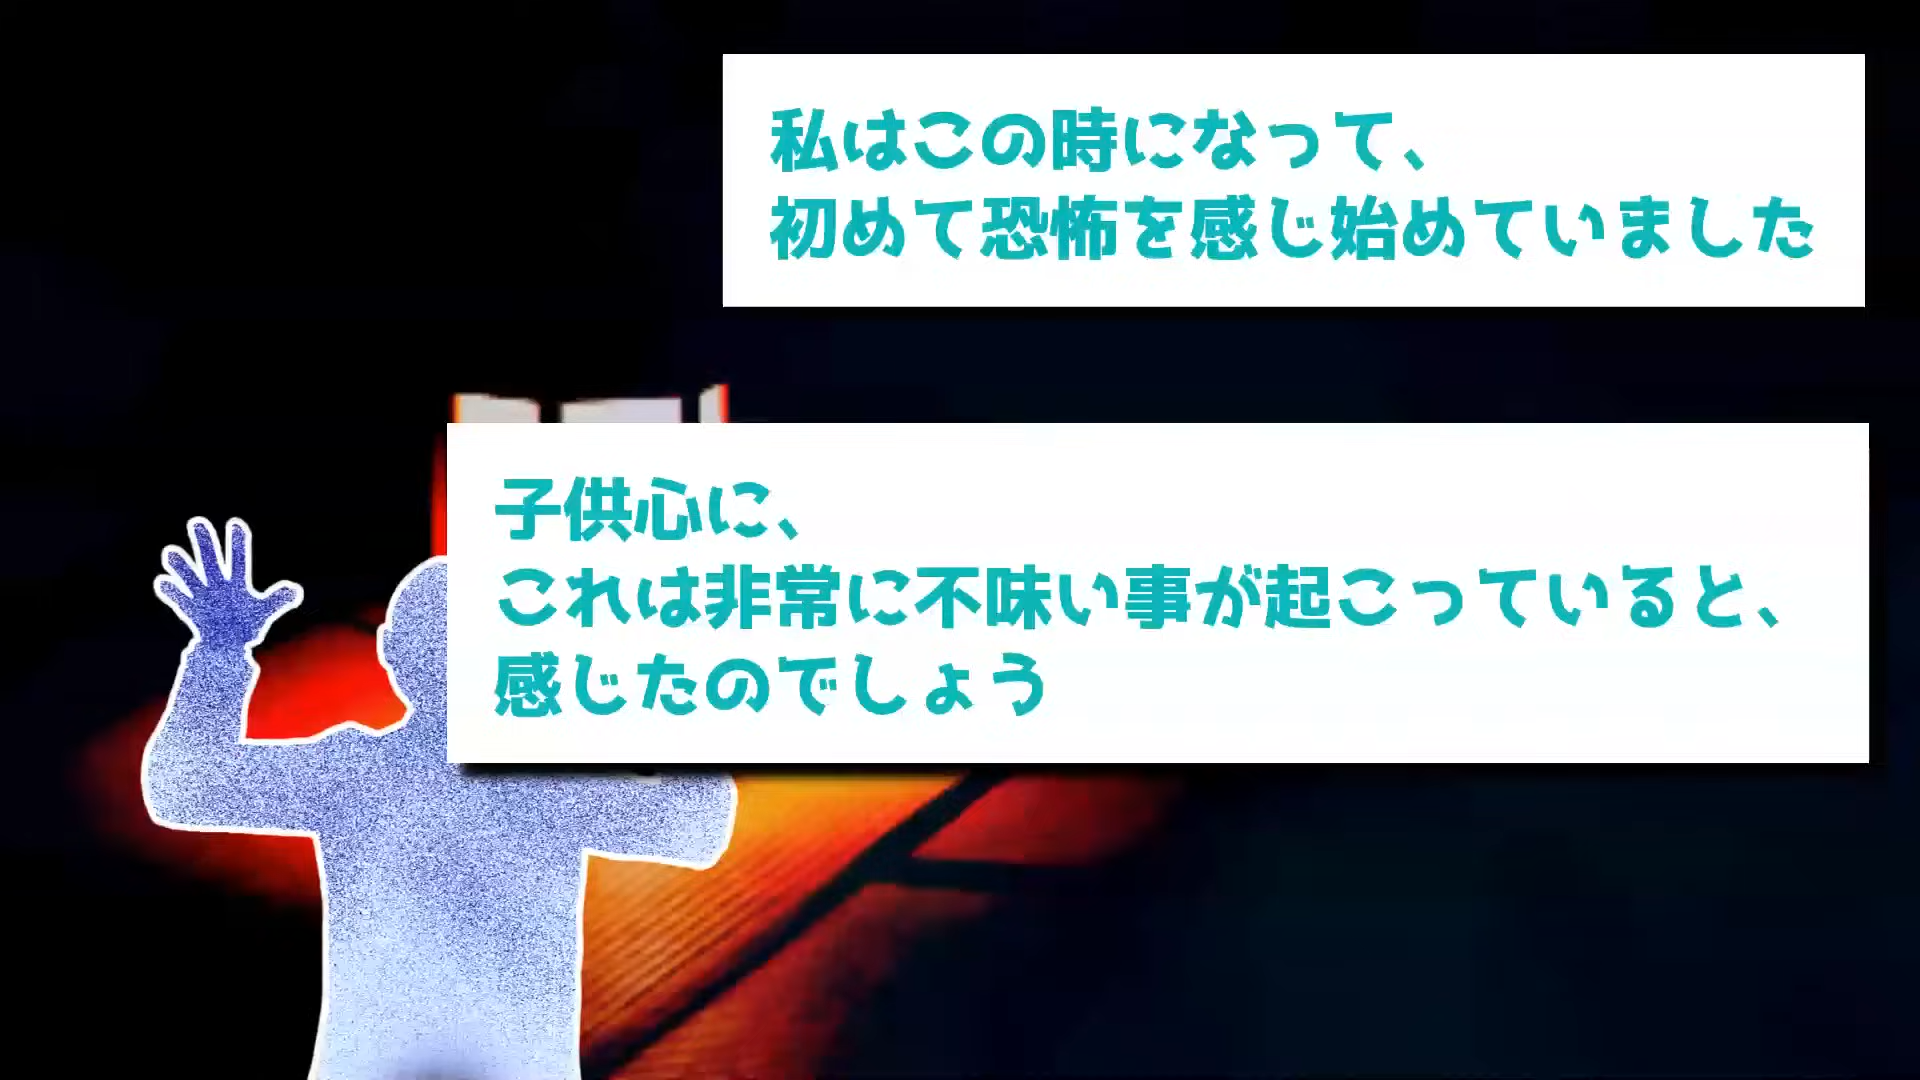 私はこの時になって、
初めて恐怖を感じ始めていました
子供心に、
これは非常に不味い事が起こっていると、
感じたのでしょう